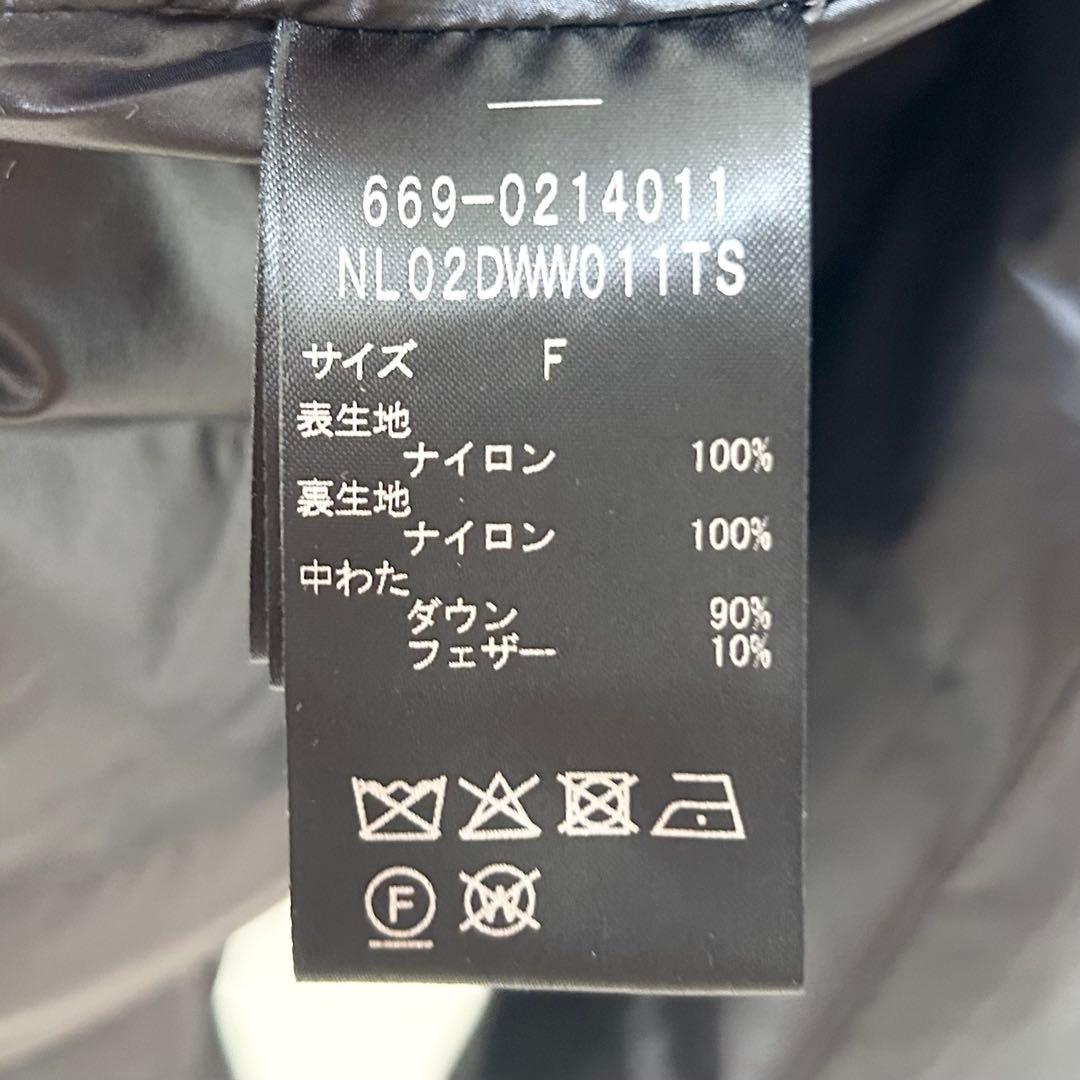 669-0214011
NL02DWW011TS
サイズ F
表生地
ナイロン 100%
裏生地
ナイロン 100%
中わた
ダウン 90%
フェザー 10%
F W